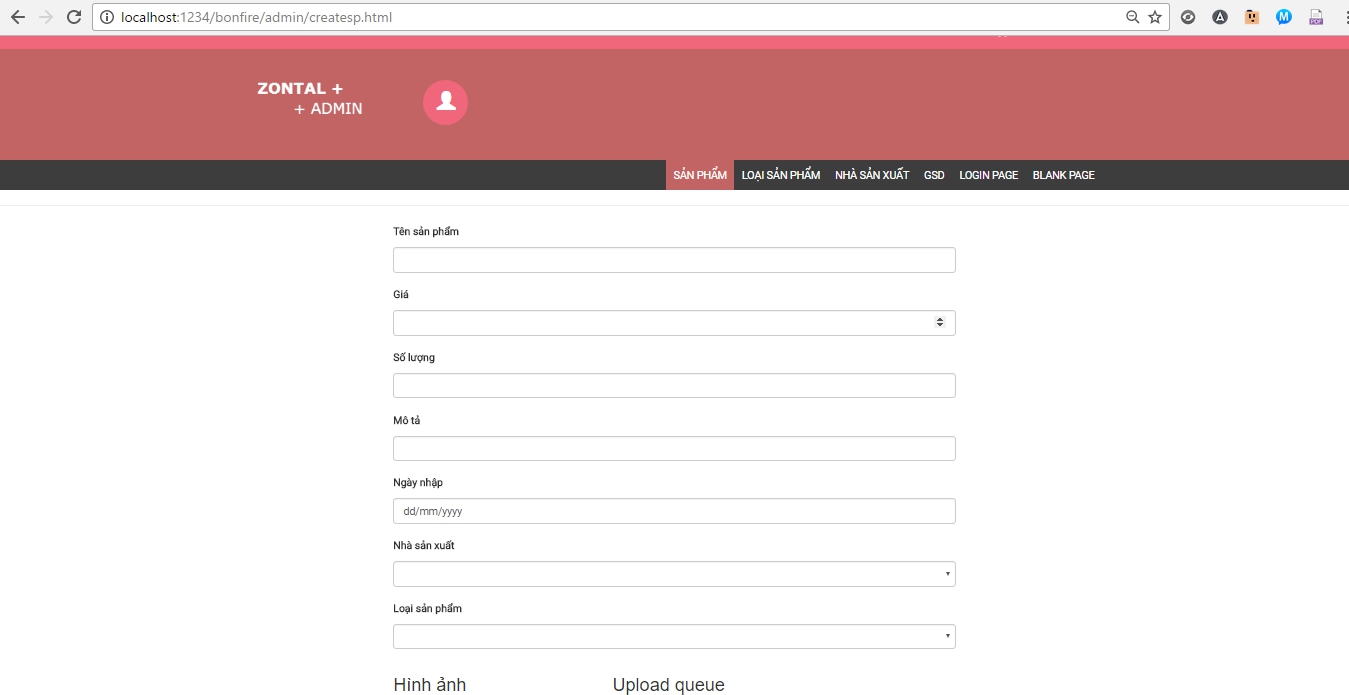 localhost:1234/bonfire/admin/createsp.html
ZONTAL +
+ ADMIN
SẢN PHẨM LOẠI SẢN PHẨM NHÀ SẢN XUẤT GSD LOGIN PAGE BLANK PAGE
Tên sản phẩm
Giá
Số lượng
Mô tả
Ngày nhập
dd/mm/yyyy
Nhà sản xuất
Loại sản phẩm
Hình ảnh Upload queue